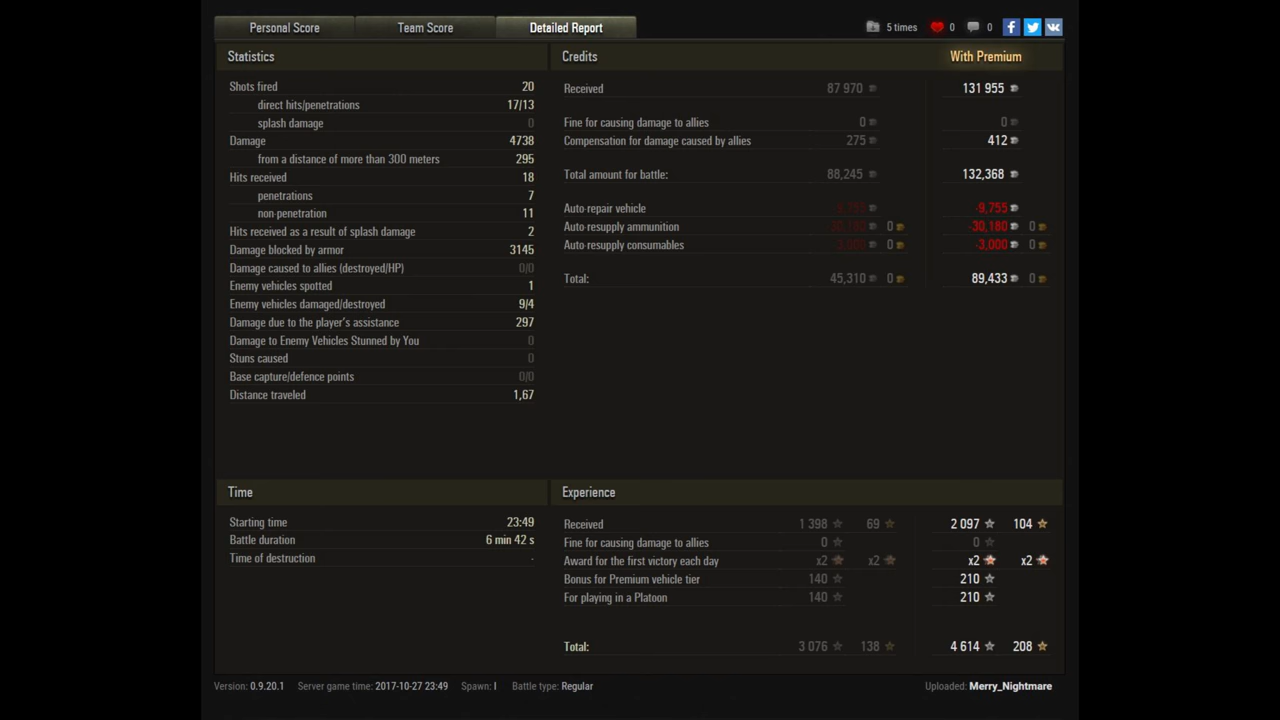 Personal Score Team Score Detailed Report 5 times 0 0
Statistics
Shots fired 20
direct hits/penetrations 17/13
splash damage 0
Damage 4738
from a distance of more than 300 meters 295
Hits received 18
penetrations 7
non-penetration 11
Hits received as a result of splash damage 2
Damage blocked by armor 3145
Damage caused to allies (destroyed/HP) 0/0
Enemy vehicles spotted 1
Enemy vehicles damaged/destroyed 9/4
Damage due to the player's assistance 297
Damage to Enemy Vehicles Stunned by You 0
Stuns caused 0
Base capture/defence points 0/0
Distance traveled 1,67
Credits With Premium
Received 87 970 131 955
Fine for causing damage to allies 0 0
Compensation for damage caused by allies 275 412
Total amount for battle: 88,245 132,368
Auto-repair vehicle -9,755 -9,755
Auto resupply ammunition -30,180 0 -30,180 0
Auto resupply consumables -3,000 0 -3,000 0
Total: 45,310 0 89,433 0
Time
Starting time 23:49
Battle duration 6 min 42 s
Time of destruction -
Experience
Received 1 398 69 2 097 104
Fine for causing damage to allies 0 0
Award for the first victory each day x2 x2 x2 x2
Bonus for Premium vehicle tier 140 210
For playing in a Platoon 140 210
Total: 3 076 138 4 614 208
Version: 0.9.20.1 Server game time: 2017-10-27 23:49 Spawn: I Battle type: Regular Uploaded: Merry_Nightmare